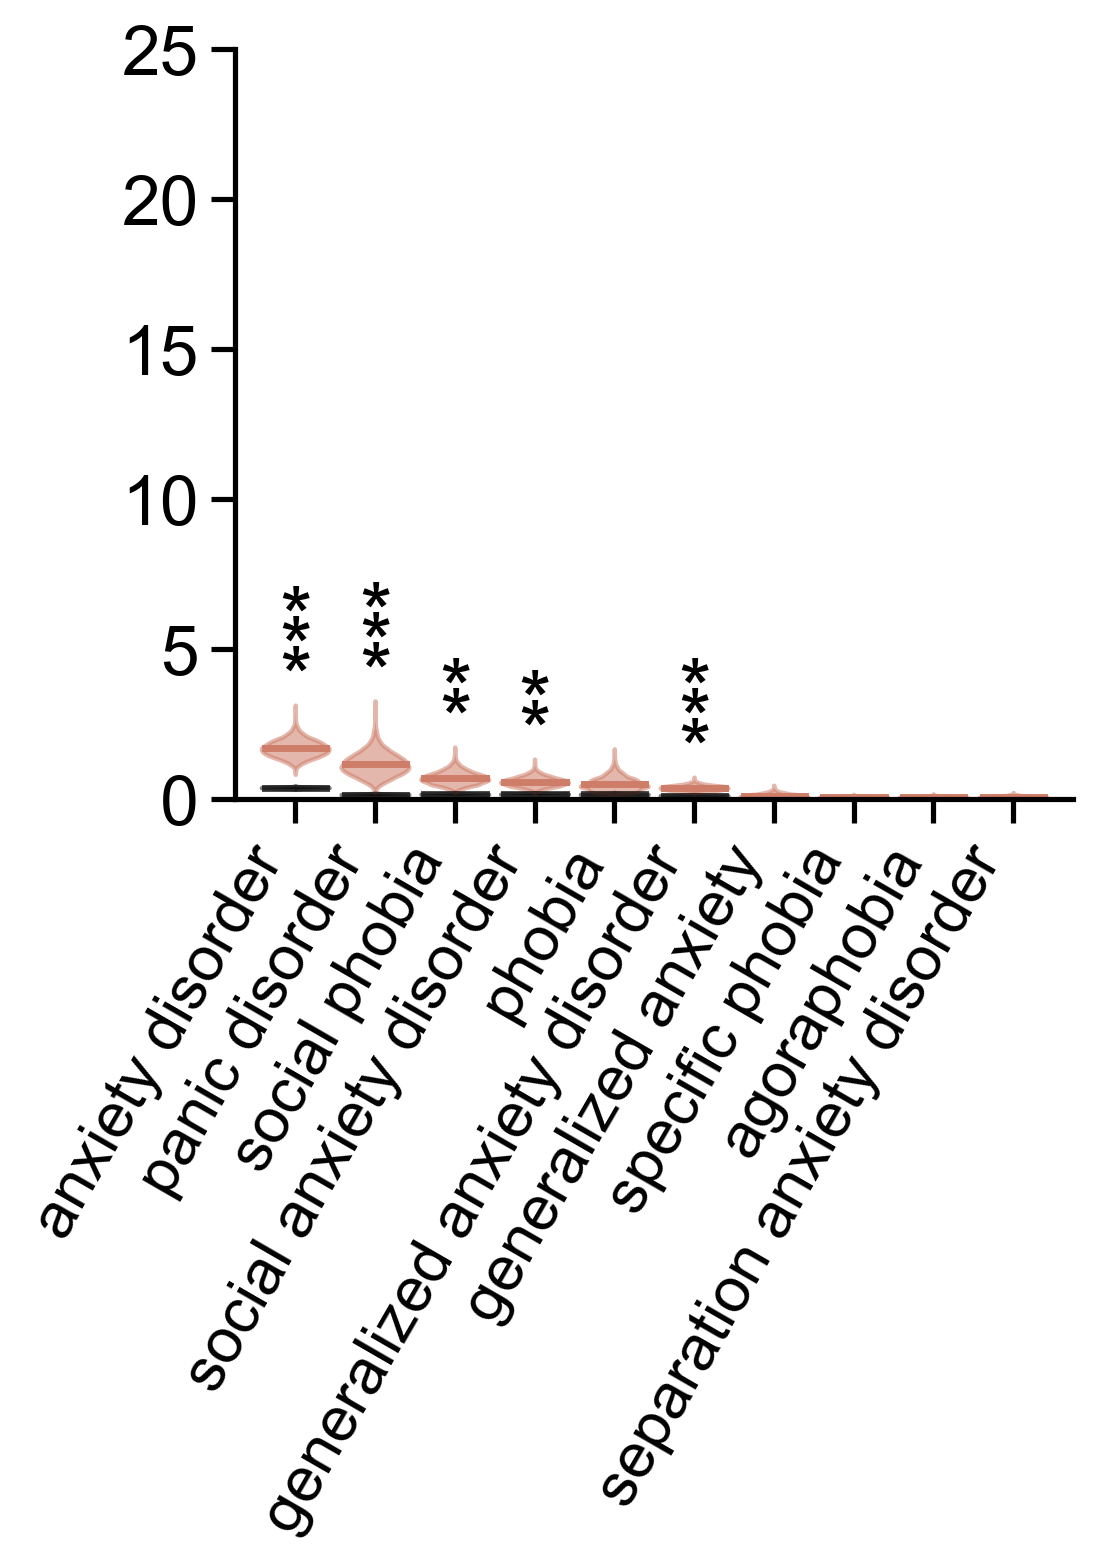 25
20
15
10
5
0
***
***
**
**
***
anxiety disorder
panic disorder
social phobia
social anxiety disorder
phobia
generalized anxiety disorder
generalized anxiety
specific phobia
agoraphobia
separation anxiety disorder